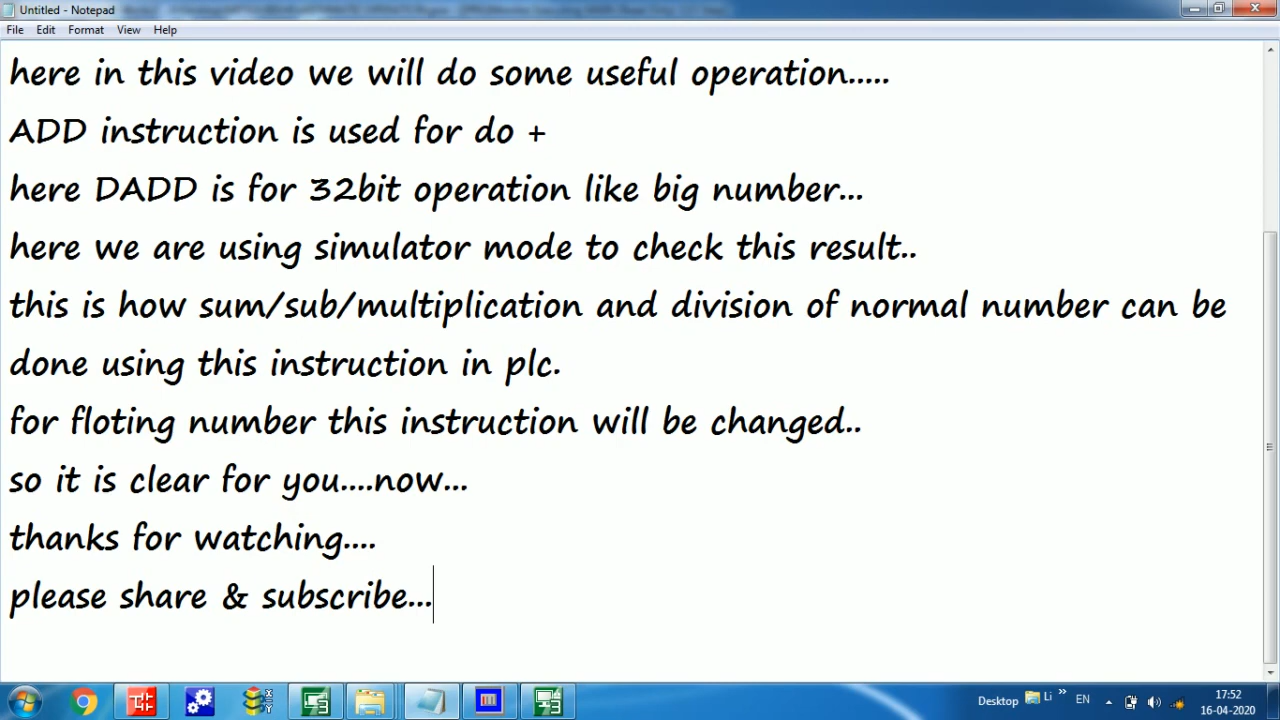 Untitled - Notepad
File Edit Format View Help
here in this video we will do some useful operation.....
ADD instruction is used for do +
here DADD is for 32bit operation like big number...
here we are using simulator mode to check this result..
this is how sum/sub/multiplication and division of normal number can be
done using this instruction in plc.
for floting number this instruction will be changed..
so it is clear for you....now...
thanks for watching....
please share & subscribe...
Desktop Li » EN 17:52
16-04-2020